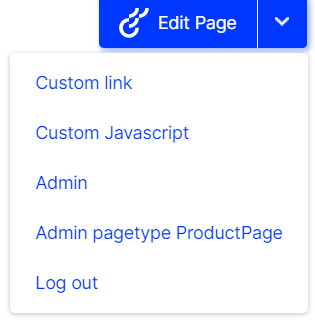 Edit Page
Custom link
Custom Javascript
Admin
Admin pagetype ProductPage
Log out